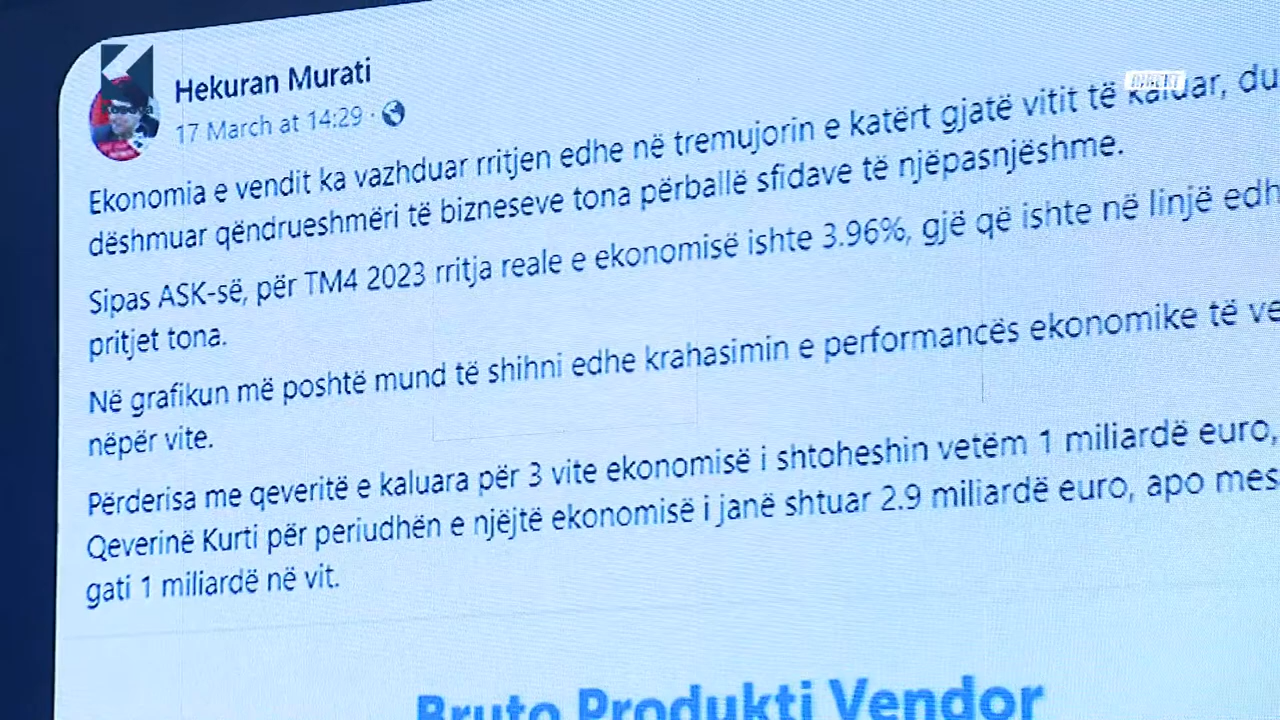 Hekuran Murati
17 March at 14:29
Ekonomia e vendit ka vazhduar rritjen edhe në tremujorin e katërt gjatë vitit të kaluar, du
dëshmuar qëndrueshmëri të bizneseve tona përballë sfidave të njëpasnjëshme.
Sipas ASK-së, për TM4 2023 rritja reale e ekonomisë ishte 3.96%, gjë që ishte në linjë edh
pritjet tona.
Në grafikun më poshtë mund të shihni edhe krahasimin e performancës ekonomike të ve
nëpër vite.
Përderisa me qeveritë e kaluara për 3 vite ekonomisë i shtoheshin vetëm 1 miliardë euro,
Qeverinë Kurti për periudhën e njëjtë ekonomisë i janë shtuar 2.9 miliardë euro, apo mes
gati 1 miliardë në vit.
Bruto Produkti Vendor